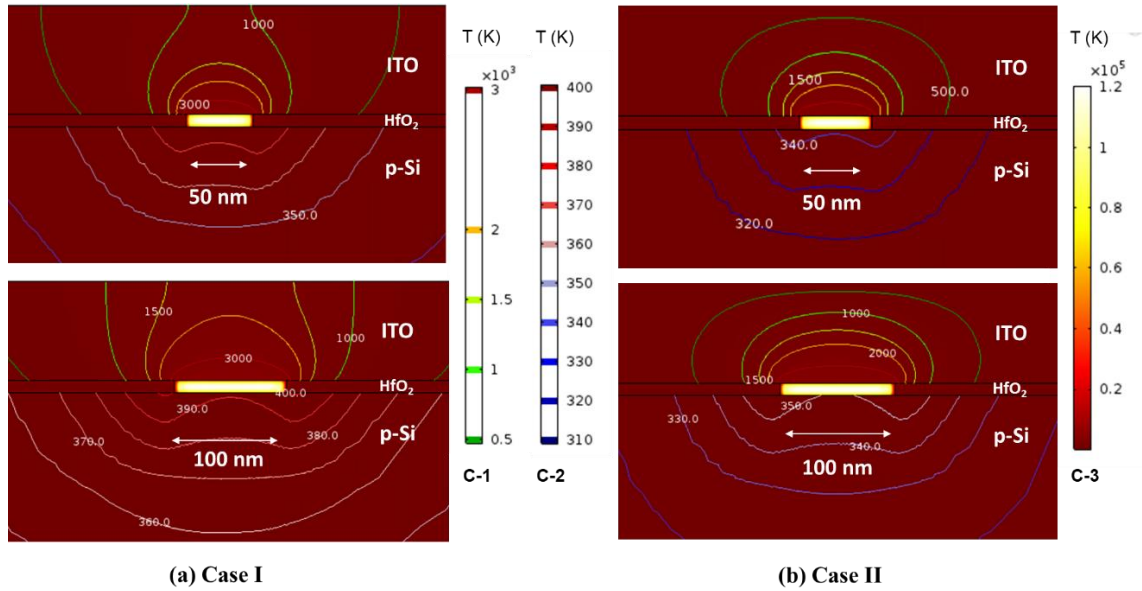 1000
ITO
3000
HfO₂
p-Si
50 nm
350.0
1500
ITO
1000
3000
HfO₂
400.0
390.0
p-Si
370.0
380.0
100 nm
360.0
(a) Case I
T (K)
×10³
3
2
1.5
1
0.5
C-1
T (K)
400
390
380
370
360
350
340
330
320
310
C-2
ITO
1500
500.0
HfO₂
340.0
p-Si
50 nm
320.0
1000
ITO
2000
1500
HfO₂
350.0
330.0
p-Si
340.0
100 nm
(b) Case II
T (K)
×10⁵
1.2
1
0.8
0.6
0.4
0.2
C-3